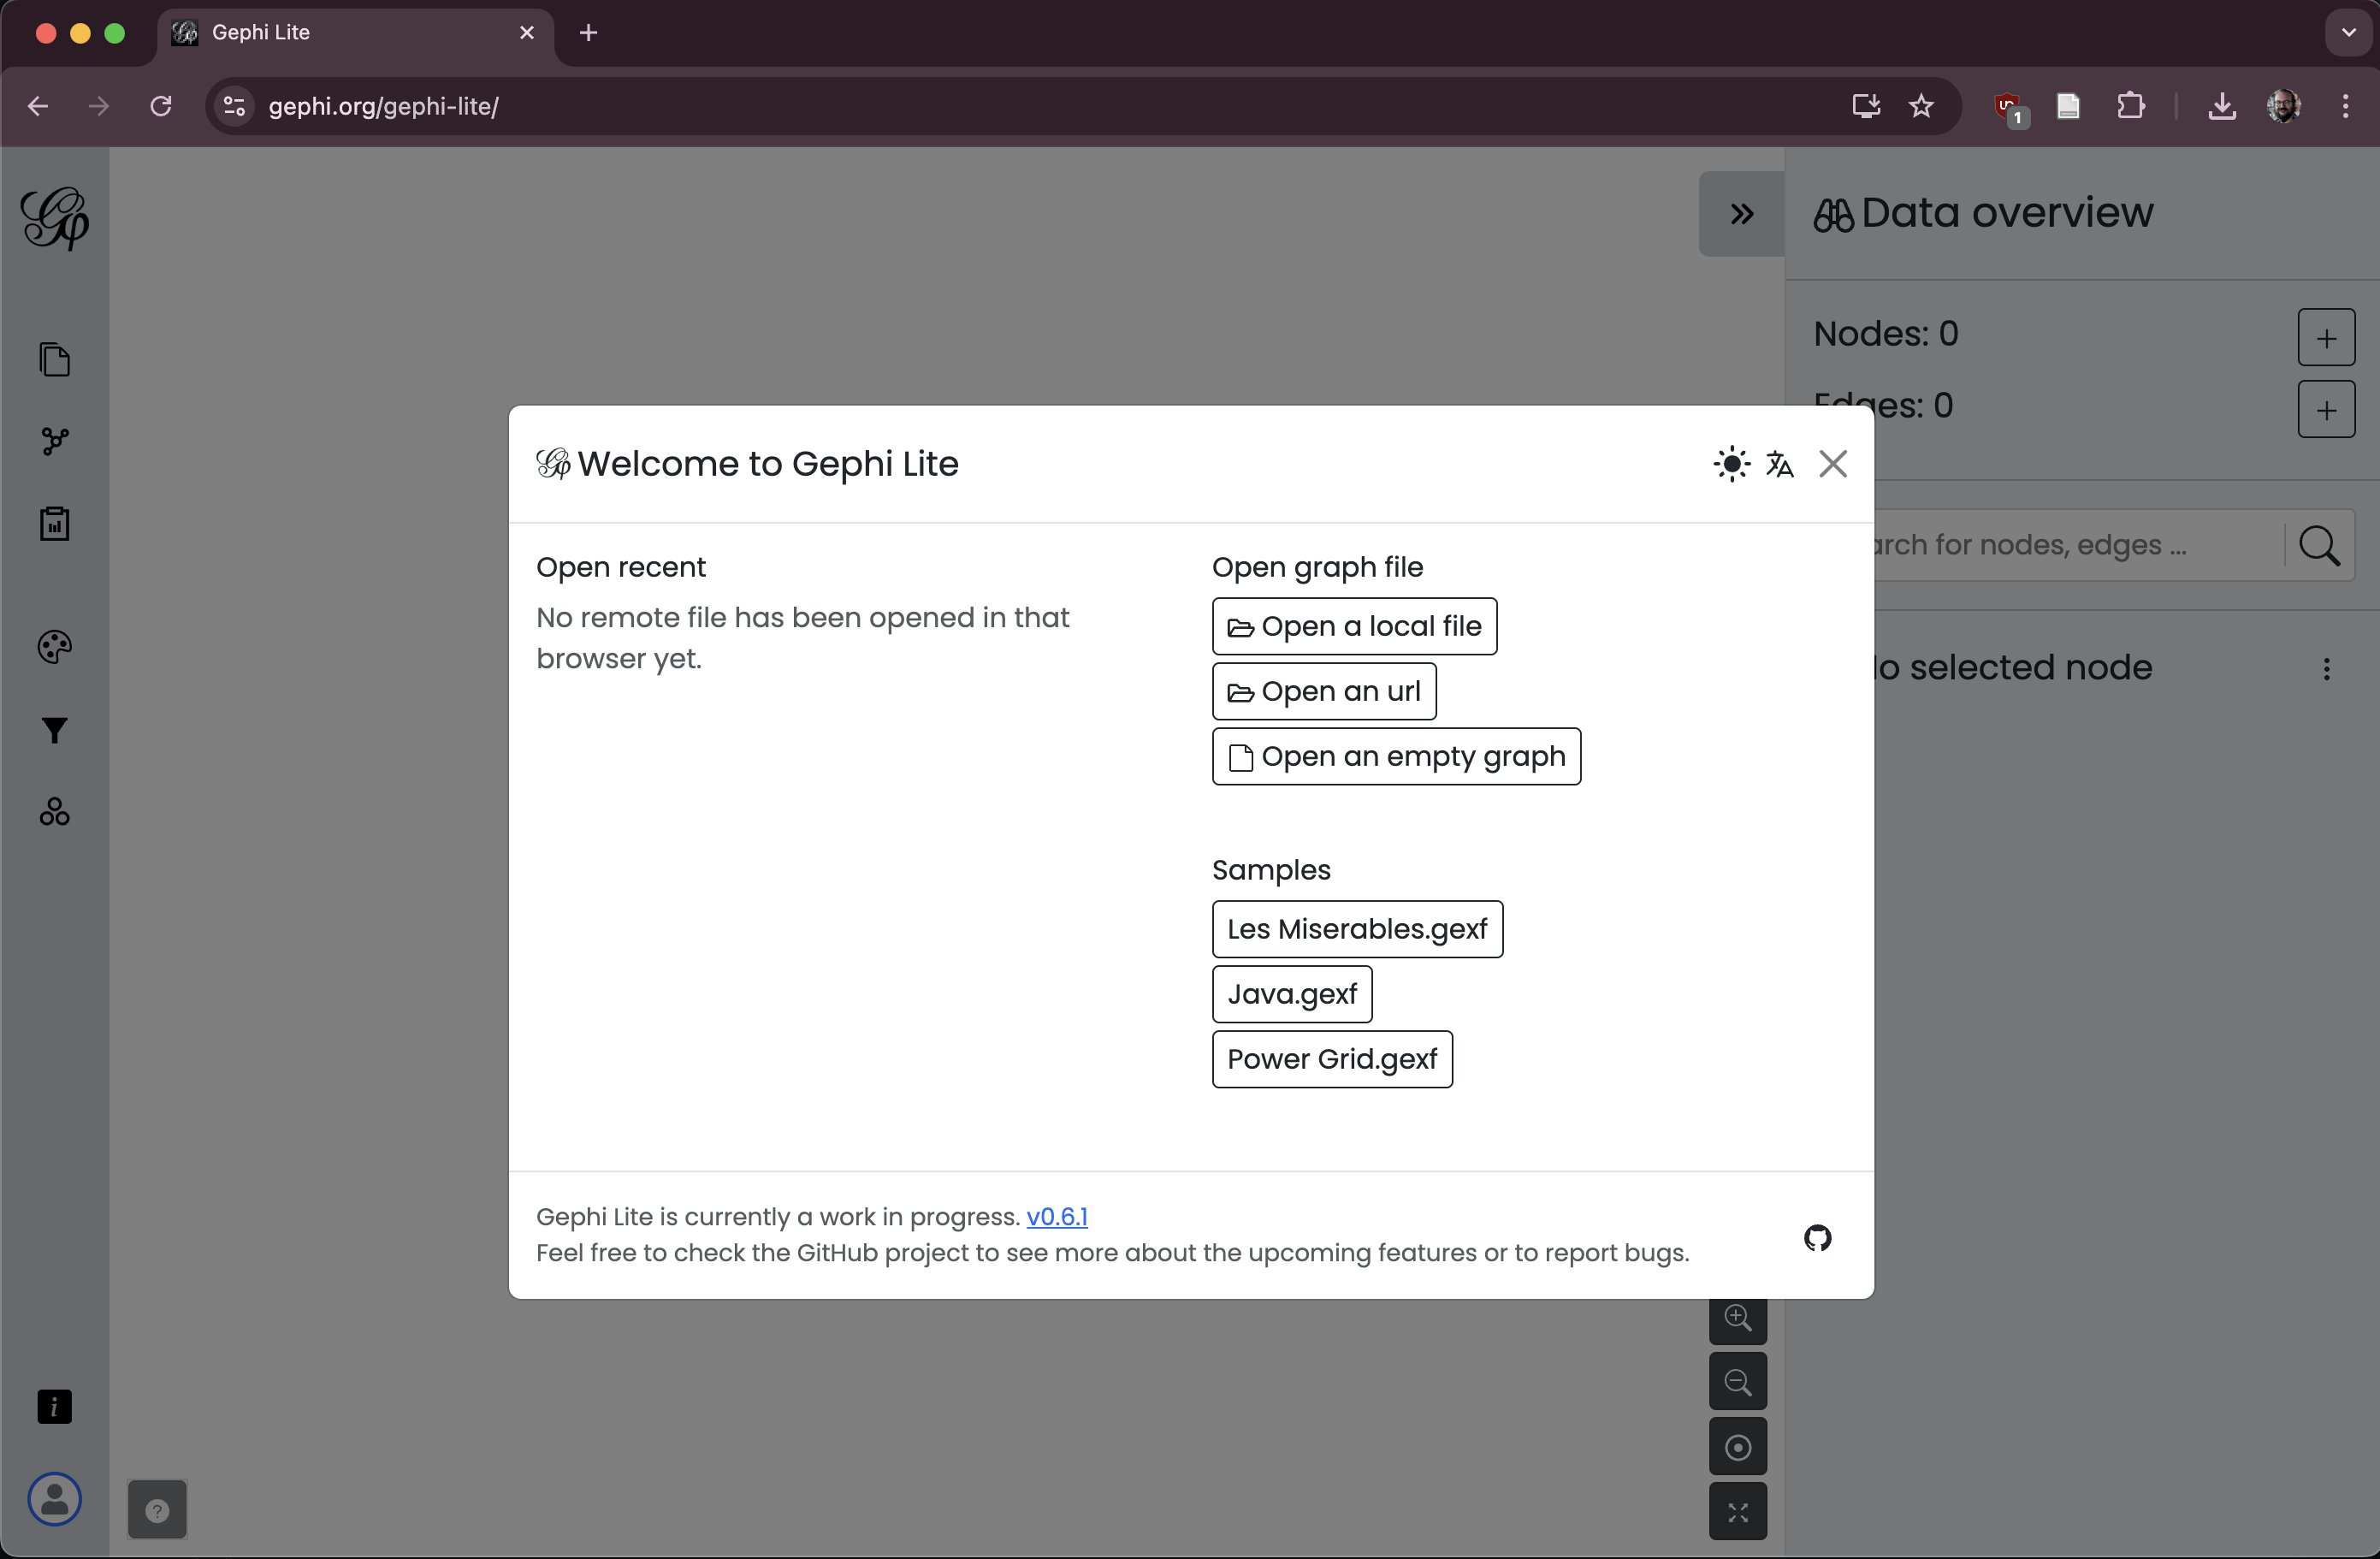 Gephi Lite
gephi.org/gephi-lite/
1
Data overview
Nodes: 0
Edges: 0
arch for nodes, edges ...
o selected node
Welcome to Gephi Lite
Open recent
No remote file has been opened in that
browser yet.
Open graph file
Open a local file
Open an url
Open an empty graph
Samples
Les Miserables.gexf
Java.gexf
Power Grid.gexf
Gephi Lite is currently a work in progress. v0.6.1
Feel free to check the GitHub project to see more about the upcoming features or to report bugs.